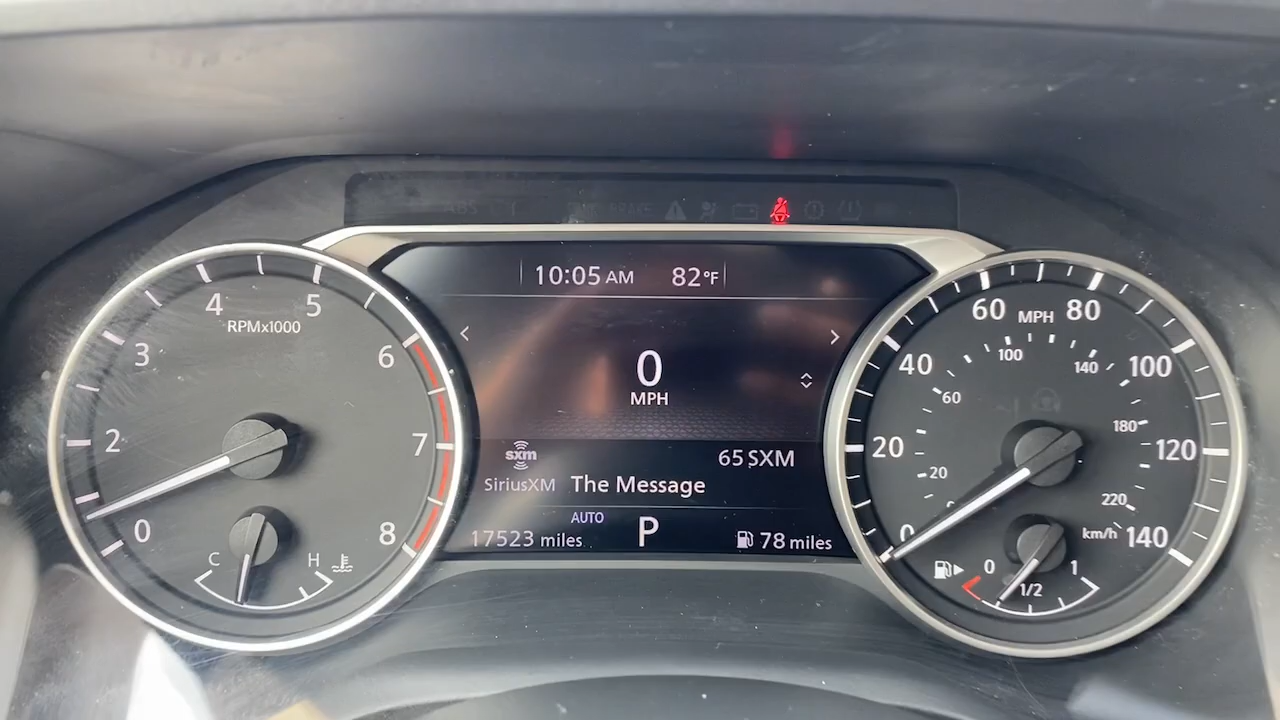 ABS
BRAKE
10:05 AM 82°F
4 5
RPMx1000
3 6
2 7
0 8
C H
0
MPH
sxm
SiriusXM
65 SXM
The Message
AUTO
17523 miles P 78 miles
60 MPH 80
40 100
20 120
0 140
100 140
60 180
20 220
km/h
0 1
1/2